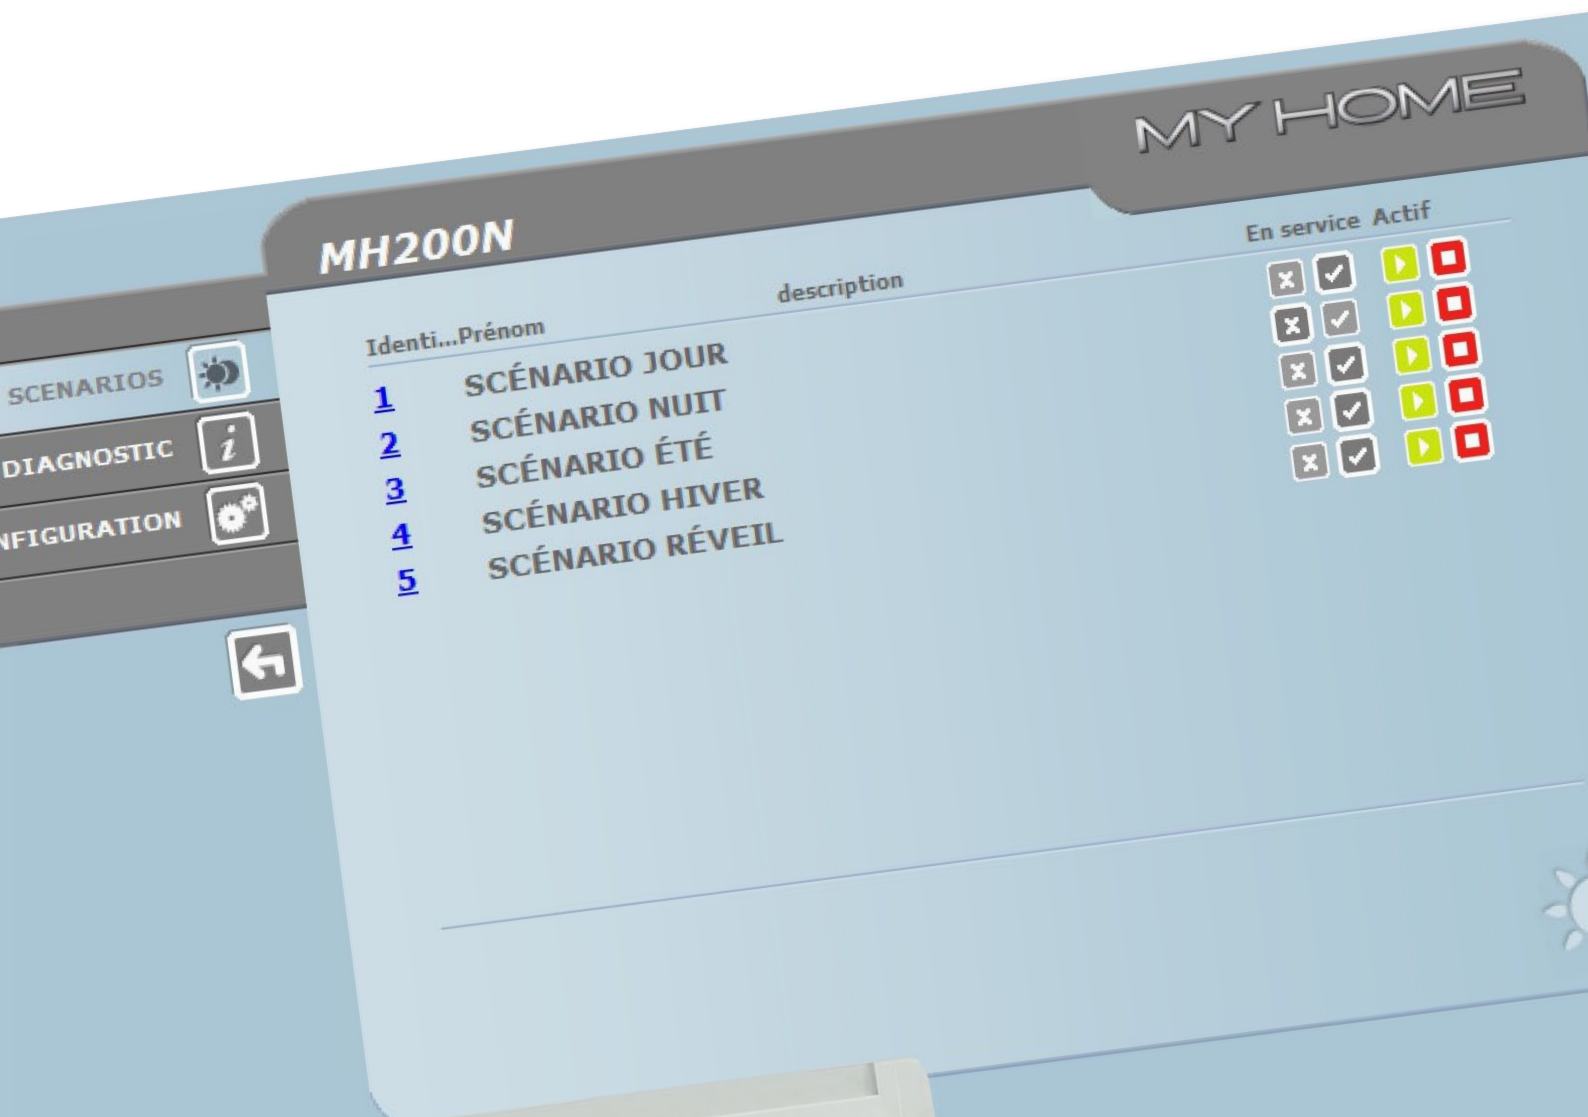 MY HOME
MH200N
En service Actif
description
Identi...Prénom
1 SCÉNARIO JOUR
2 SCÉNARIO NUIT
3 SCÉNARIO ÉTÉ
4 SCÉNARIO HIVER
5 SCÉNARIO RÉVEIL
SCENARIOS
DIAGNOSTIC i
NFIGURATION